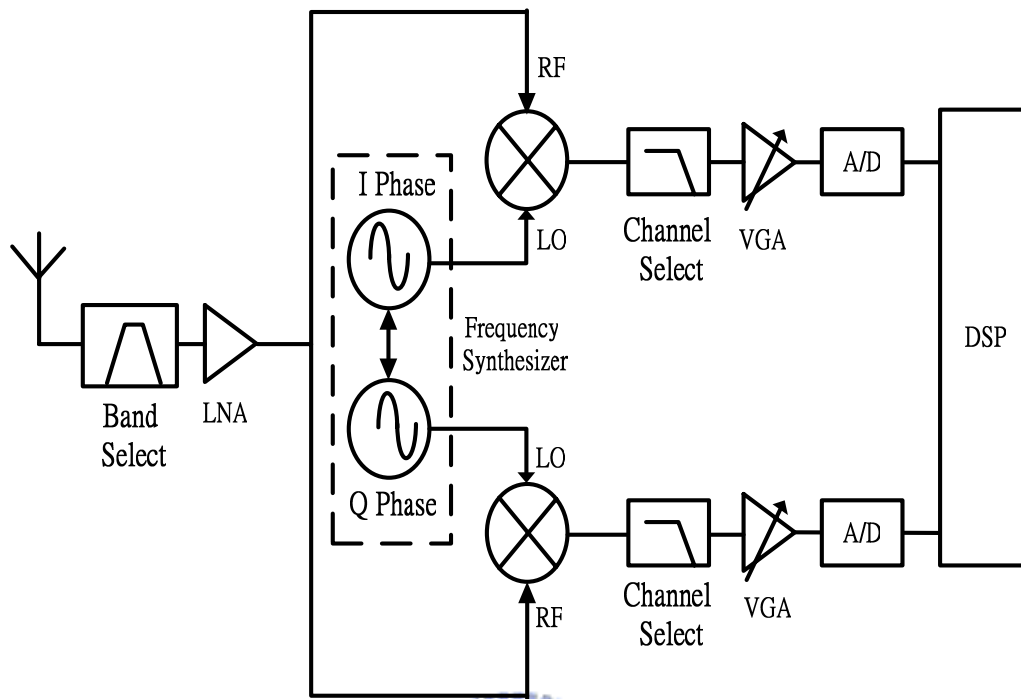 RF
I Phase
LO
A/D
Channel
Select
VGA
Frequency
Synthesizer
DSP
Band
Select
LNA
Q Phase
LO
A/D
RF
Channel
Select
VGA